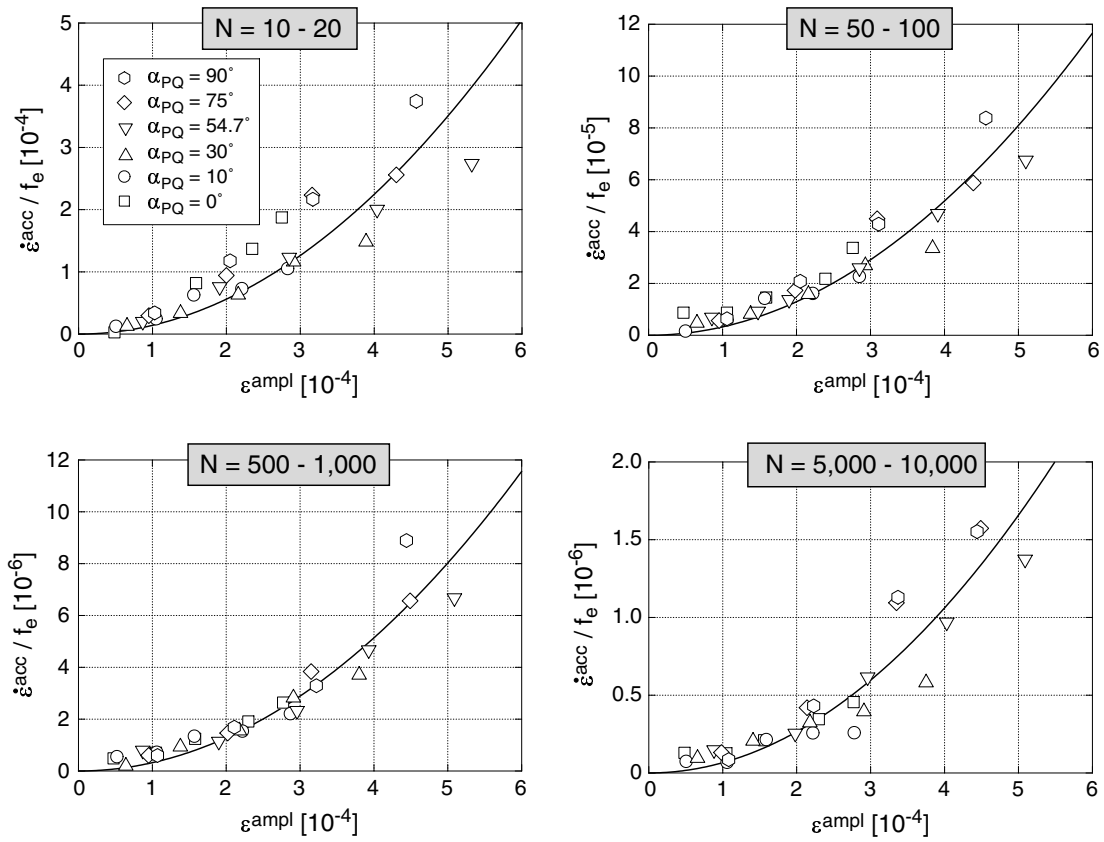 N = 10 - 20
5
4
3
2
1
0
α_PQ = 90°
α_PQ = 75°
α_PQ = 54.7°
α_PQ = 30°
α_PQ = 10°
α_PQ = 0°
ε̇^acc / f_e [10^-4]
0 1 2 3 4 5 6
ε^ampl [10^-4]
N = 50 - 100
12
10
8
6
4
2
0
ε̇^acc / f_e [10^-5]
0 1 2 3 4 5 6
ε^ampl [10^-4]
N = 500 - 1,000
12
10
8
6
4
2
0
ε̇^acc / f_e [10^-6]
0 1 2 3 4 5 6
ε^ampl [10^-4]
N = 5,000 - 10,000
2.0
1.5
1.0
0.5
0
ε̇^acc / f_e [10^-6]
0 1 2 3 4 5 6
ε^ampl [10^-4]